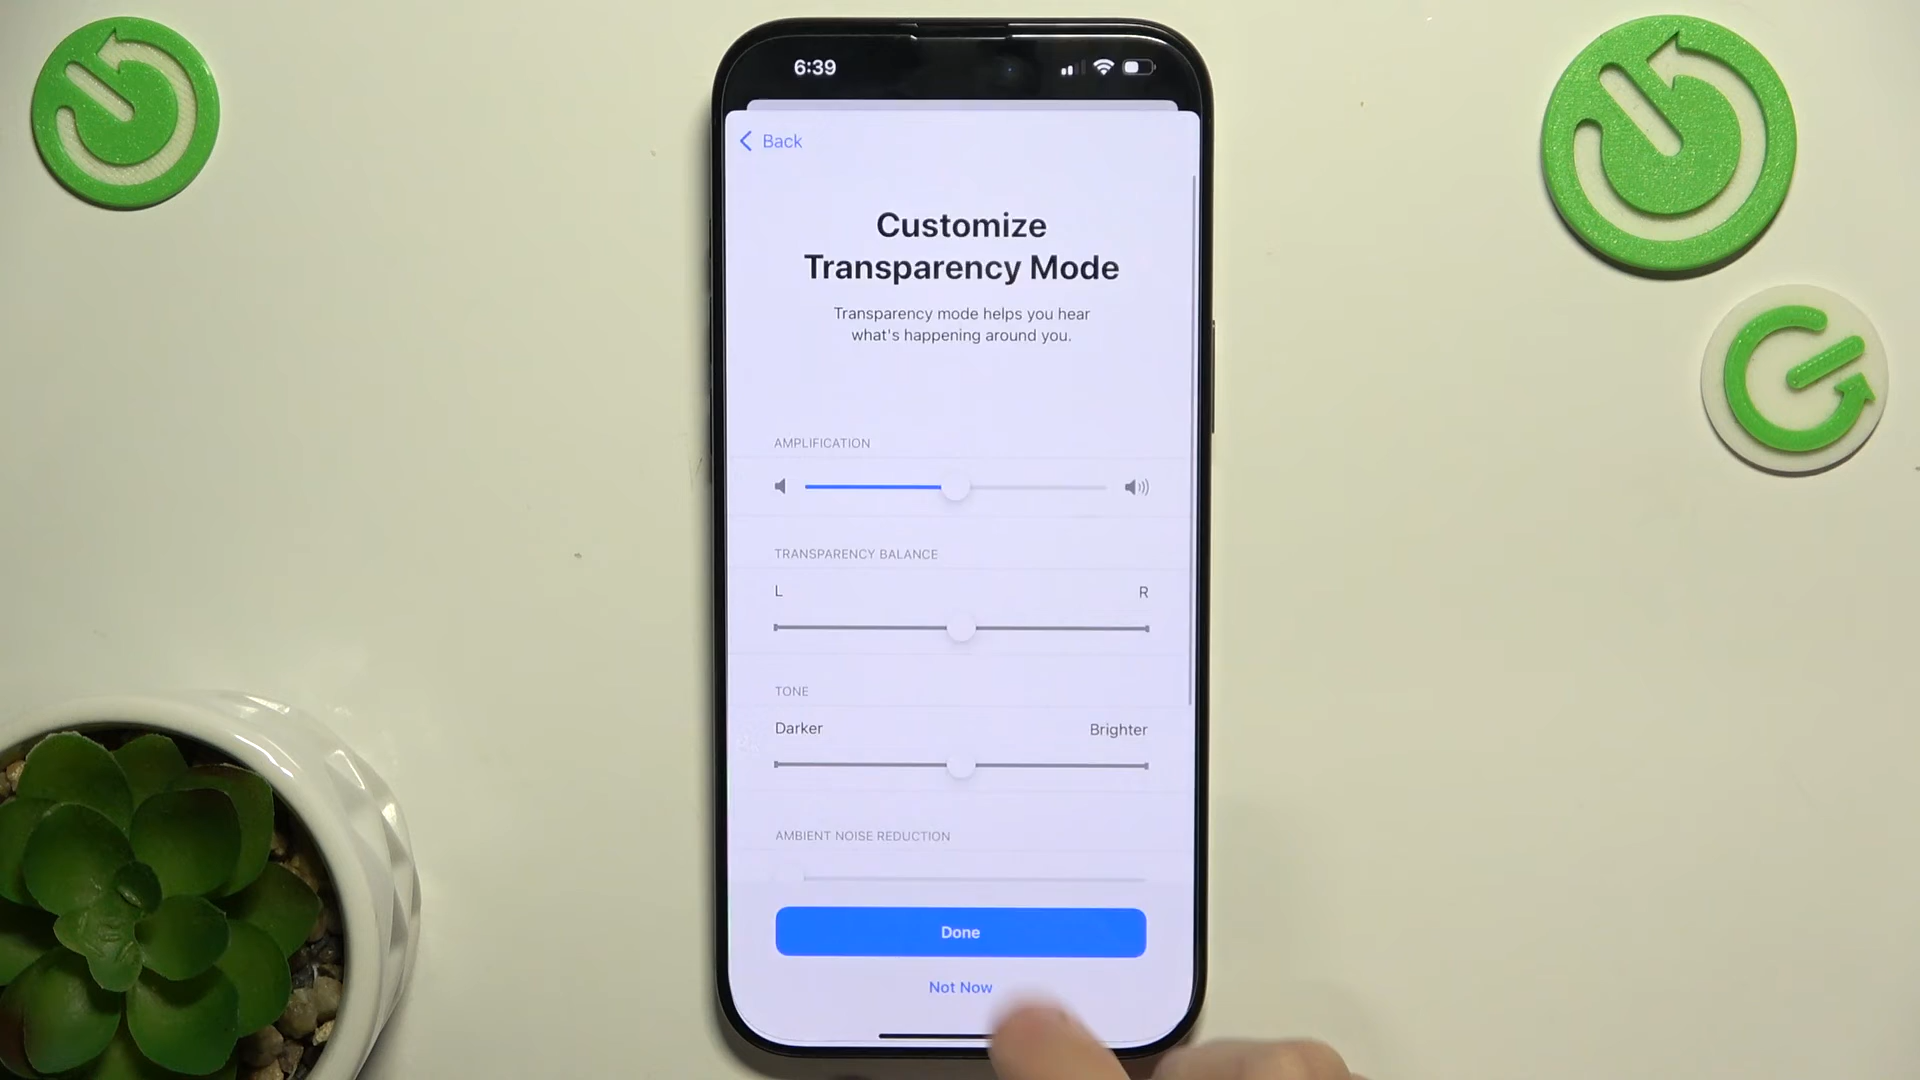 6:39
Back
Customize
Transparency Mode
Transparency mode helps you hear
what's happening around you.
AMPLIFICATION
TRANSPARENCY BALANCE
L R
TONE
Darker Brighter
AMBIENT NOISE REDUCTION
Done
Not Now